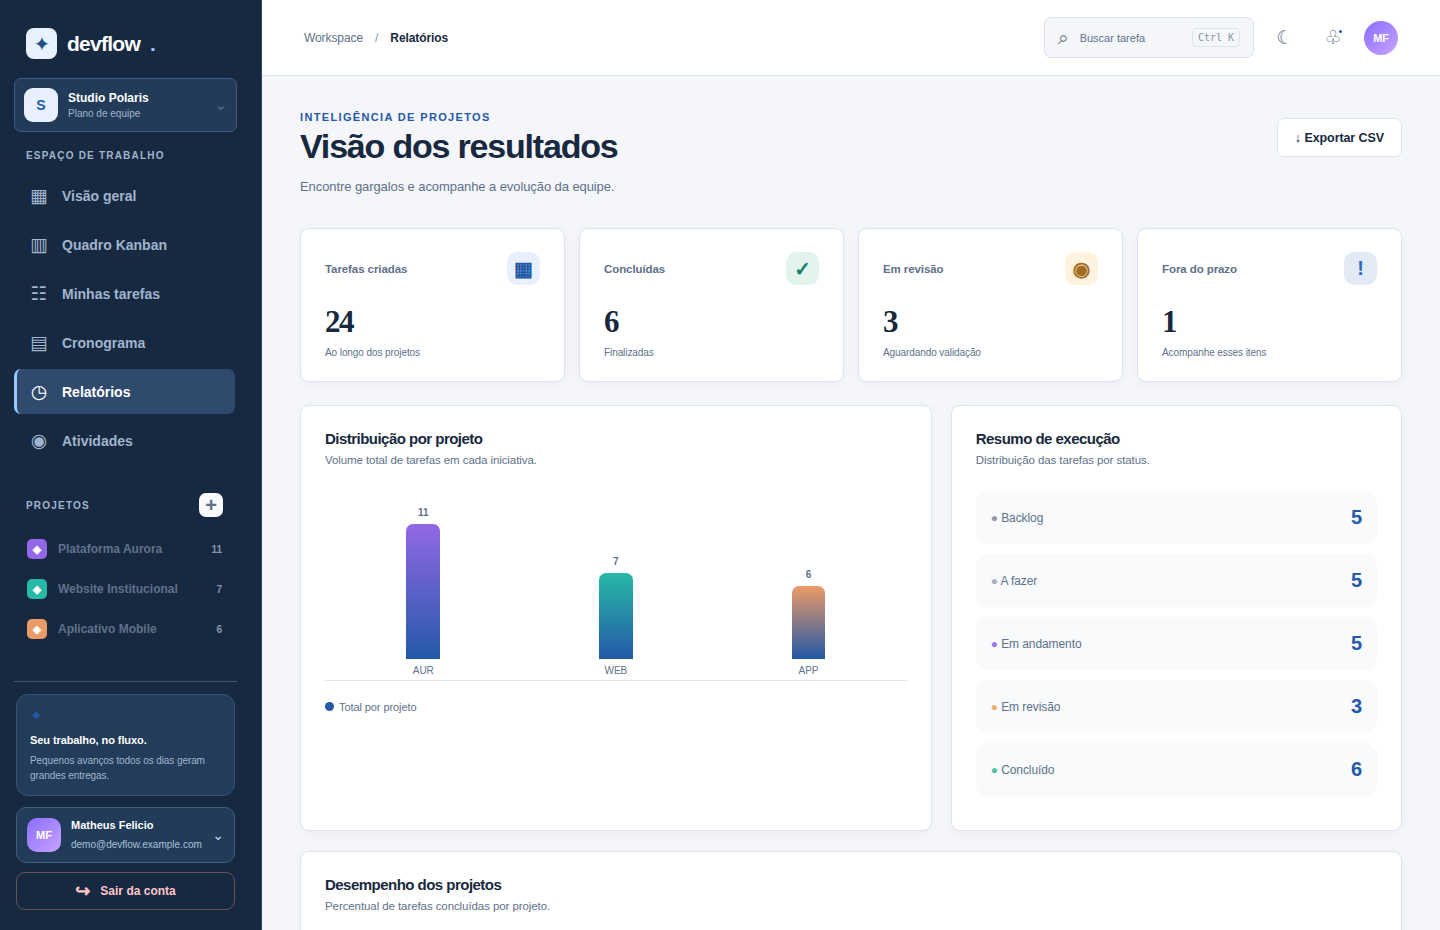 devflow.
S
Studio Polaris
Plano de equipe
ESPAÇO DE TRABALHO
Visão geral
Quadro Kanban
Minhas tarefas
Cronograma
Relatórios
Atividades
PROJETOS
+
Plataforma Aurora 11
Website Institucional 7
Aplicativo Mobile 6
Seu trabalho, no fluxo.
Pequenos avanços todos os dias geram
grandes entregas.
MF
Matheus Felicio
demo@devflow.example.com
Sair da conta
Workspace / Relatórios
Buscar tarefa Ctrl K
MF
INTELIGÊNCIA DE PROJETOS
Visão dos resultados
Encontre gargalos e acompanhe a evolução da equipe.
↓ Exportar CSV
Tarefas criadas
24
Ao longo dos projetos
Concluídas
✓
6
Finalizadas
Em revisão
3
Aguardando validação
Fora do prazo
!
1
Acompanhe esses itens
Distribuição por projeto
Volume total de tarefas em cada iniciativa.
11
7
6
AUR
WEB
APP
Total por projeto
Resumo de execução
Distribuição das tarefas por status.
Backlog 5
A fazer 5
Em andamento 5
Em revisão 3
Concluído 6
Desempenho dos projetos
Percentual de tarefas concluídas por projeto.